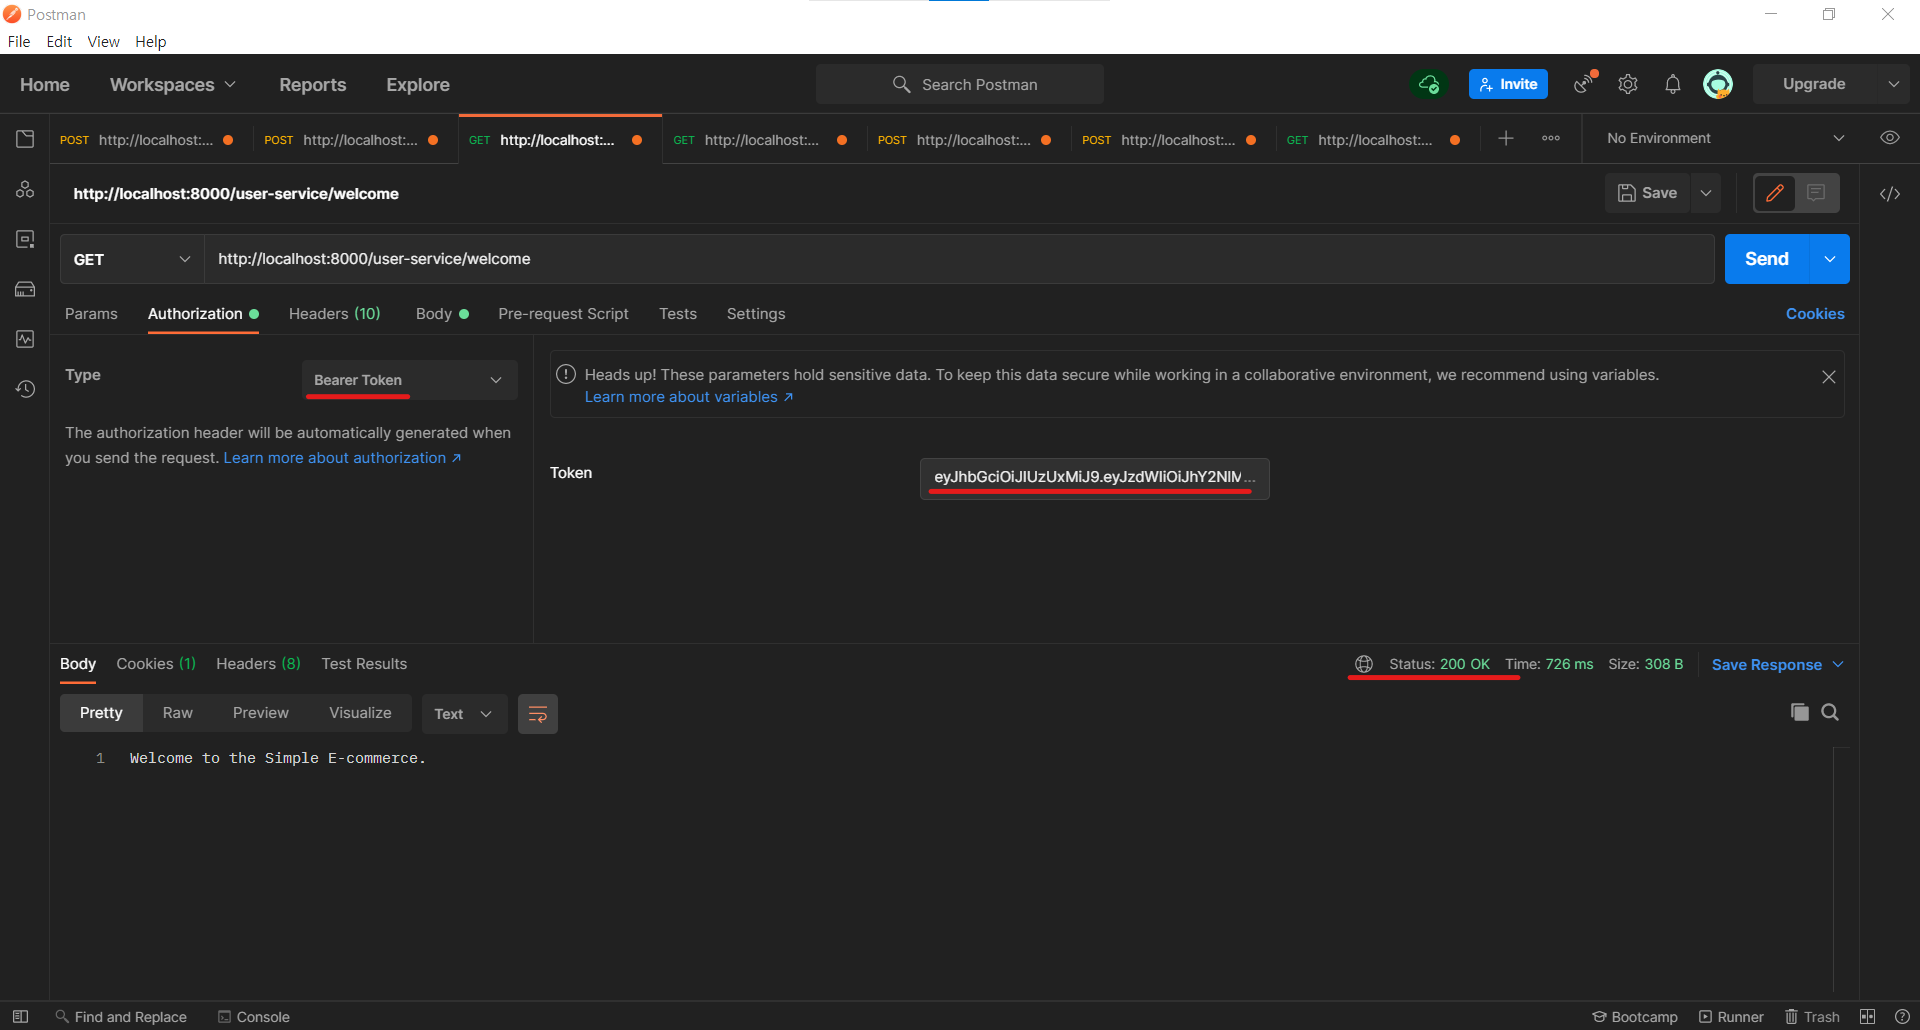 Postman
File Edit View Help
Home Workspaces Reports Explore Search Postman Invite Upgrade
POST http://localhost:... POST http://localhost:... GET http://localhost:... GET http://localhost:... POST http://localhost:... POST http://localhost:... GET http://localhost:... No Environment
http://localhost:8000/user-service/welcome Save
GET http://localhost:8000/user-service/welcome Send
Params Authorization Headers (10) Body Pre-request Script Tests Settings Cookies
Type Bearer Token
The authorization header will be automatically generated when
you send the request. Learn more about authorization ↗
Heads up! These parameters hold sensitive data. To keep this data secure while working in a collaborative environment, we recommend using variables.
Learn more about variables ↗
Token eyJhbGciOiJIUzUxMiJ9.eyJzdWIiOiJhY2NlM...
Body Cookies (1) Headers (8) Test Results Status: 200 OK Time: 726 ms Size: 308 B Save Response
Pretty Raw Preview Visualize Text
1 Welcome to the Simple E-commerce.
Find and Replace Console Bootcamp Runner Trash